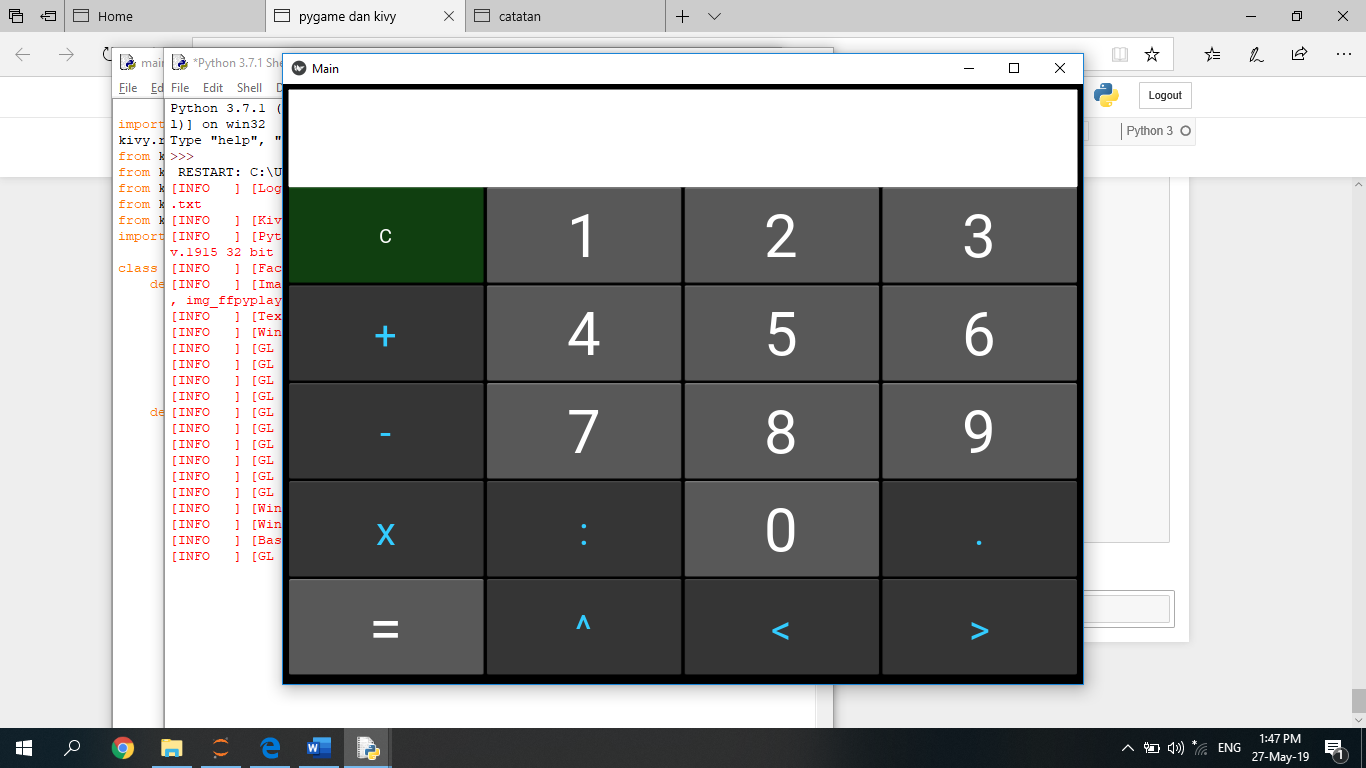 Home
pygame dan kivy
catatan
main
*Python 3.7.1 She
Main
File Ed
File Edit Shell D
Logout
Python 3
import
kivy.r
from k
from k
from k
from k
from k
import
class
de
de
Python 3.7.1 (
l)] on win32
Type "help", "
>>>
RESTART: C:\U
[INFO ] [Log
.txt
[INFO ] [Kiv
[INFO ] [Pyt
v.1915 32 bit
[INFO ] [Fac
[INFO ] [Ima
, img_ffpyplay
[INFO ] [Tex
[INFO ] [Win
[INFO ] [GL
[INFO ] [GL
[INFO ] [GL
[INFO ] [GL
[INFO ] [GL
[INFO ] [GL
[INFO ] [GL
[INFO ] [GL
[INFO ] [GL
[INFO ] [GL
[INFO ] [Win
[INFO ] [Win
[INFO ] [Bas
[INFO ] [GL
C 1 2 3
+ 4 5 6
- 7 8 9
x : 0 .
= ^ < >
ENG
1:47 PM
27-May-19
1